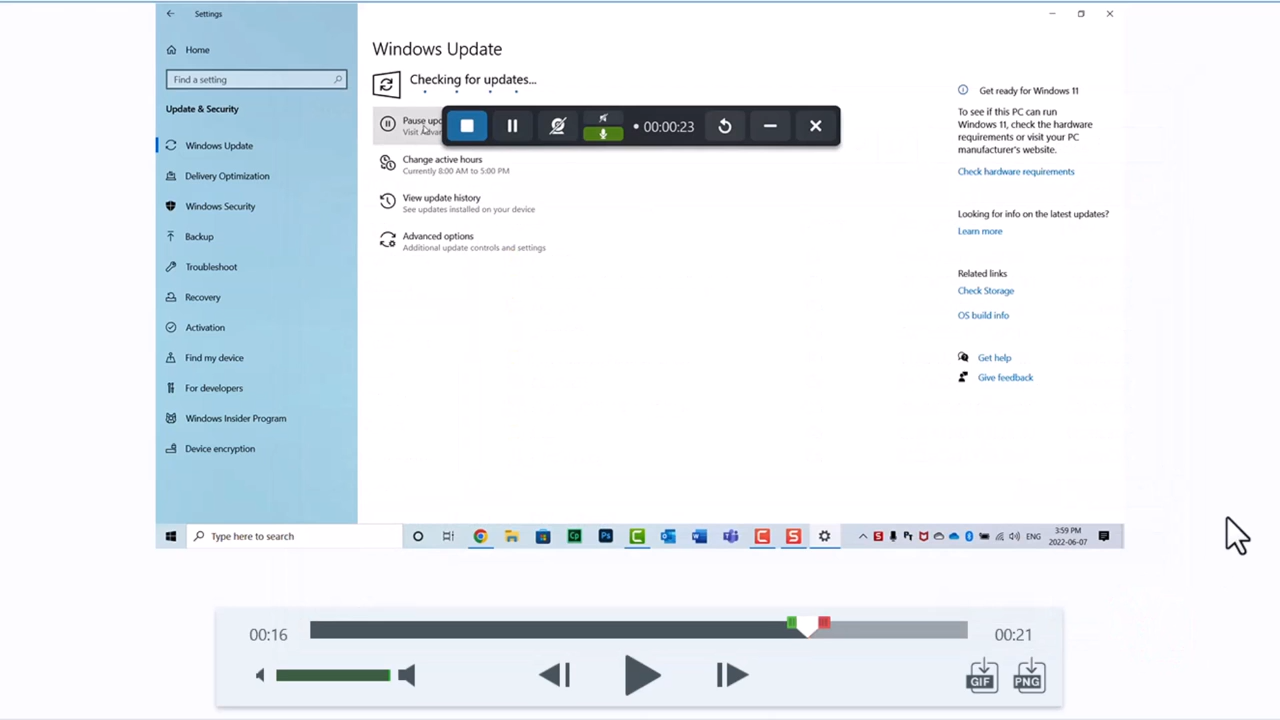 Settings
Home
Find a setting
Update & Security
Windows Update
Delivery Optimization
Windows Security
Backup
Troubleshoot
Recovery
Activation
Find my device
For developers
Windows Insider Program
Device encryption
Windows Update
Checking for updates...
Pause
Visit
00:00:23
Change active hours
Currently 8:00 AM to 5:00 PM
View update history
See updates installed on your device
Advanced options
Additional update controls and settings
Get ready for Windows 11
To see if this PC can run
Windows 11, check the hardware
requirements or visit your PC
manufacturer's website.
Check hardware requirements
Looking for info on the latest updates?
Learn more
Related links
Check Storage
OS build info
Get help
Give feedback
Type here to search
ENG
3:59 PM
2022-06-07
00:16
00:21
GIF
PNG